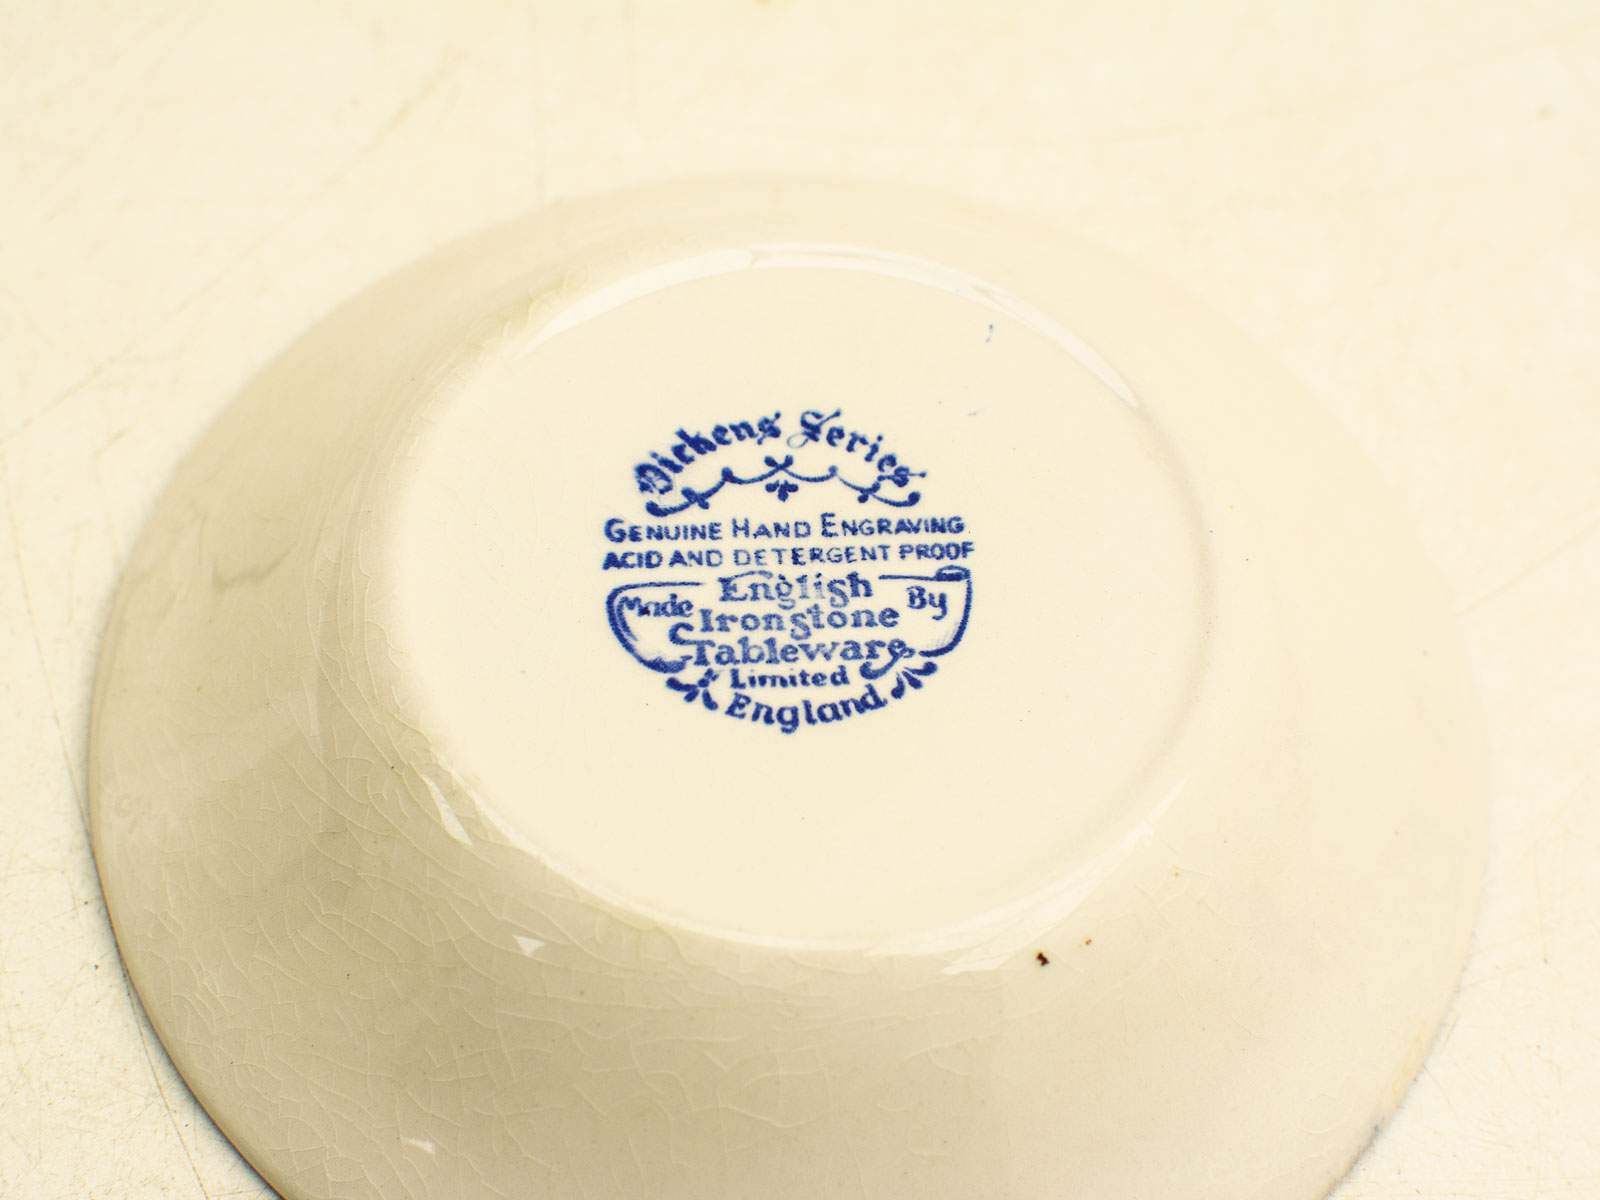 Dickens Series
GENUINE HAND ENGRAVING
ACID AND DETERGENT PROOF
Made English By
Ironstone
Tableware
Limited
England